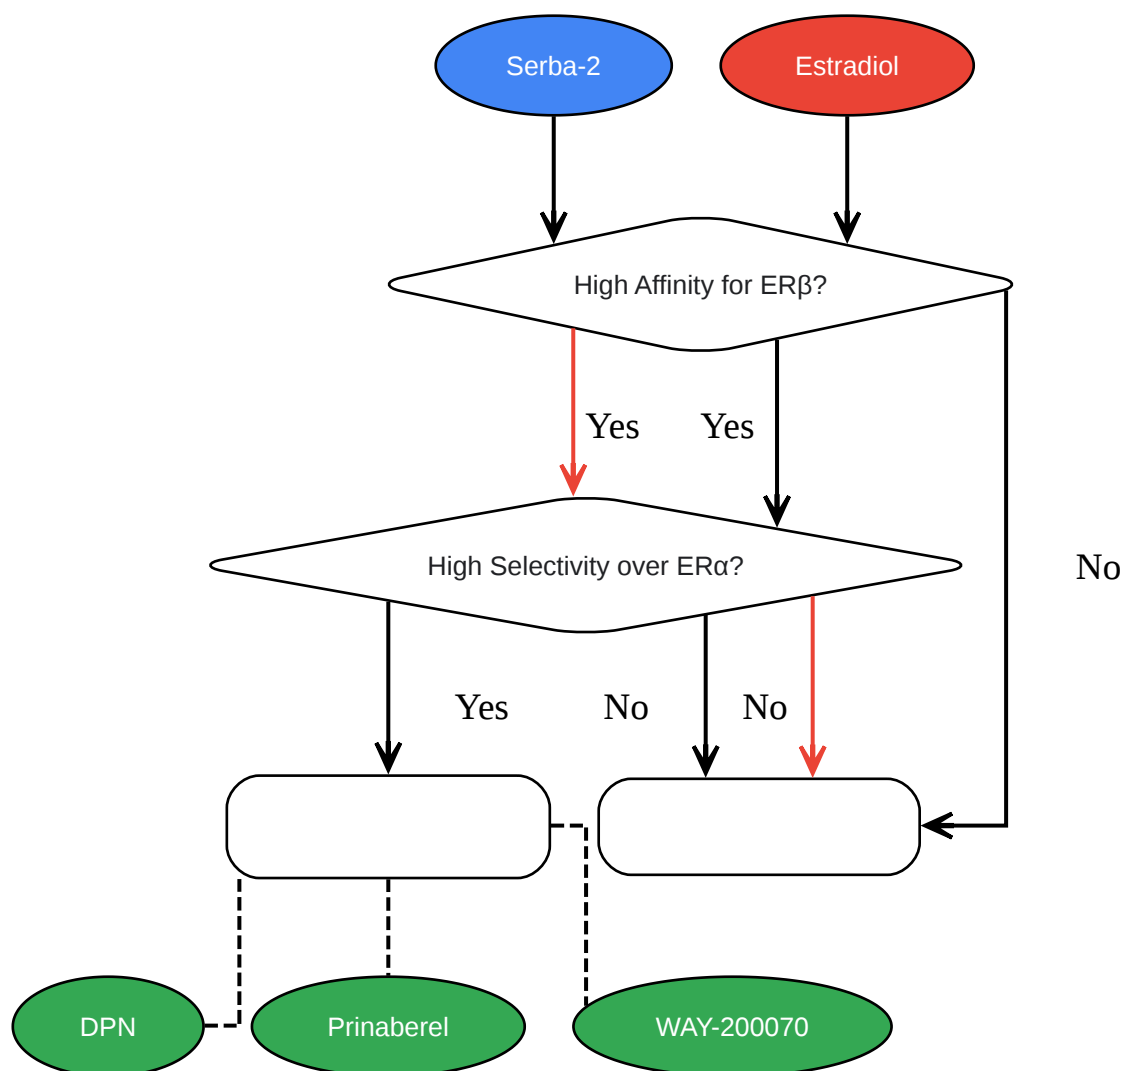 Serba-2
Estradiol
High Affinity for ERβ?
Yes
Yes
No
High Selectivity over ERα?
Yes
No
No
DPN
Prinaberel
WAY-200070